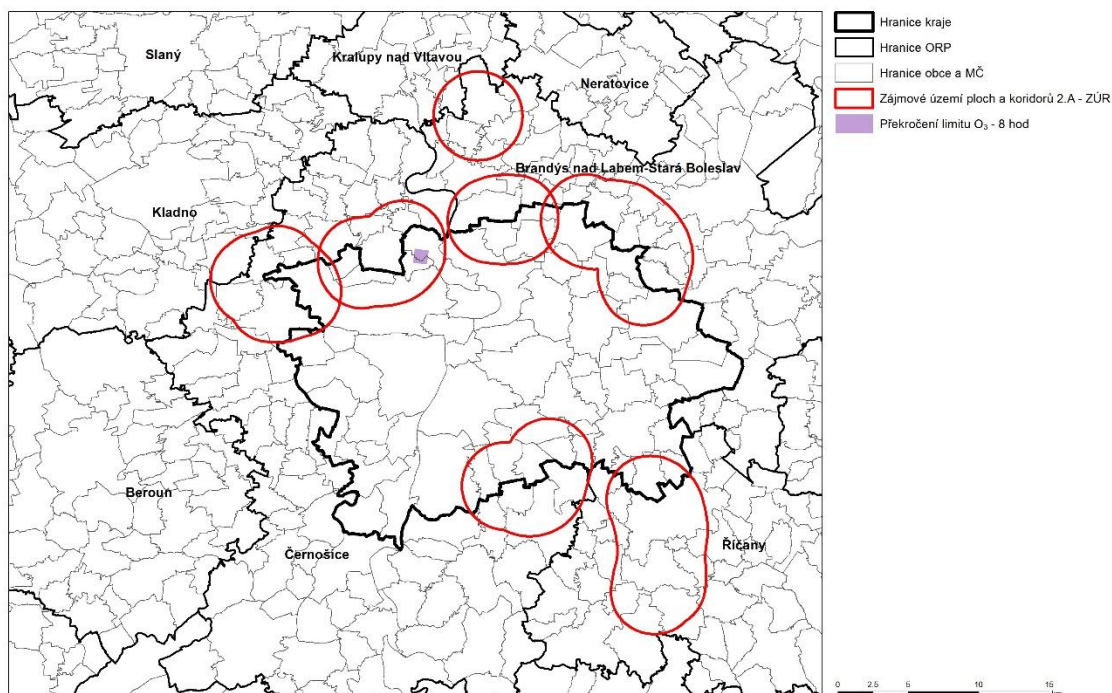 Slaný
Kralupy nad Vltavou
Neratovice
Brandýs nad Labem-Stará Boleslav
Kladno
Beroun
Černošice
Říčany
Hranice kraje
Hranice ORP
Hranice obce a MČ
Zájmové území ploch a koridorů 2.A - ZÚR
Překročení limitu O₃ - 8 hod
0 2.5 5 10 15